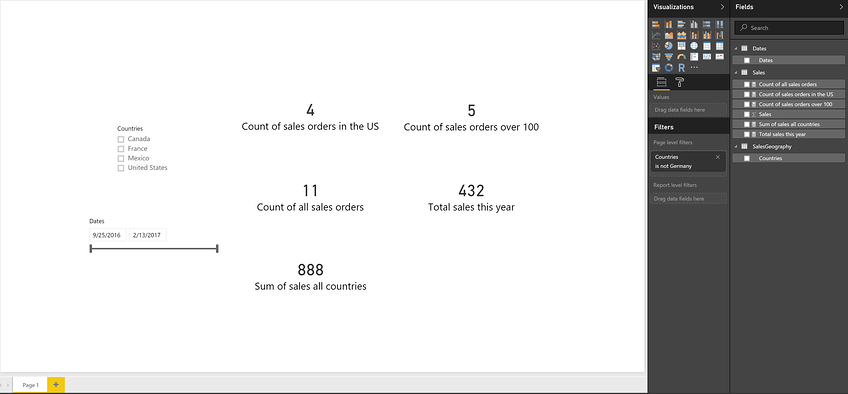 Visualizations
Fields
Search
Dates
Dates
Sales
Count of all sales orders
Count of sales orders in the US
Count of sales orders over 100
Sales
Sum of sales all countries
Total sales this year
SalesGeography
Countries
R
Values
Drag data fields here
Filters
Page level filters
Countries
is not Germany
Report level filters
Drag data fields here
4
Count of sales orders in the US
5
Count of sales orders over 100
Countries
Canada
France
Mexico
United States
11
Count of all sales orders
432
Total sales this year
Dates
9/25/2016
2/13/2017
888
Sum of sales all countries
Page 1